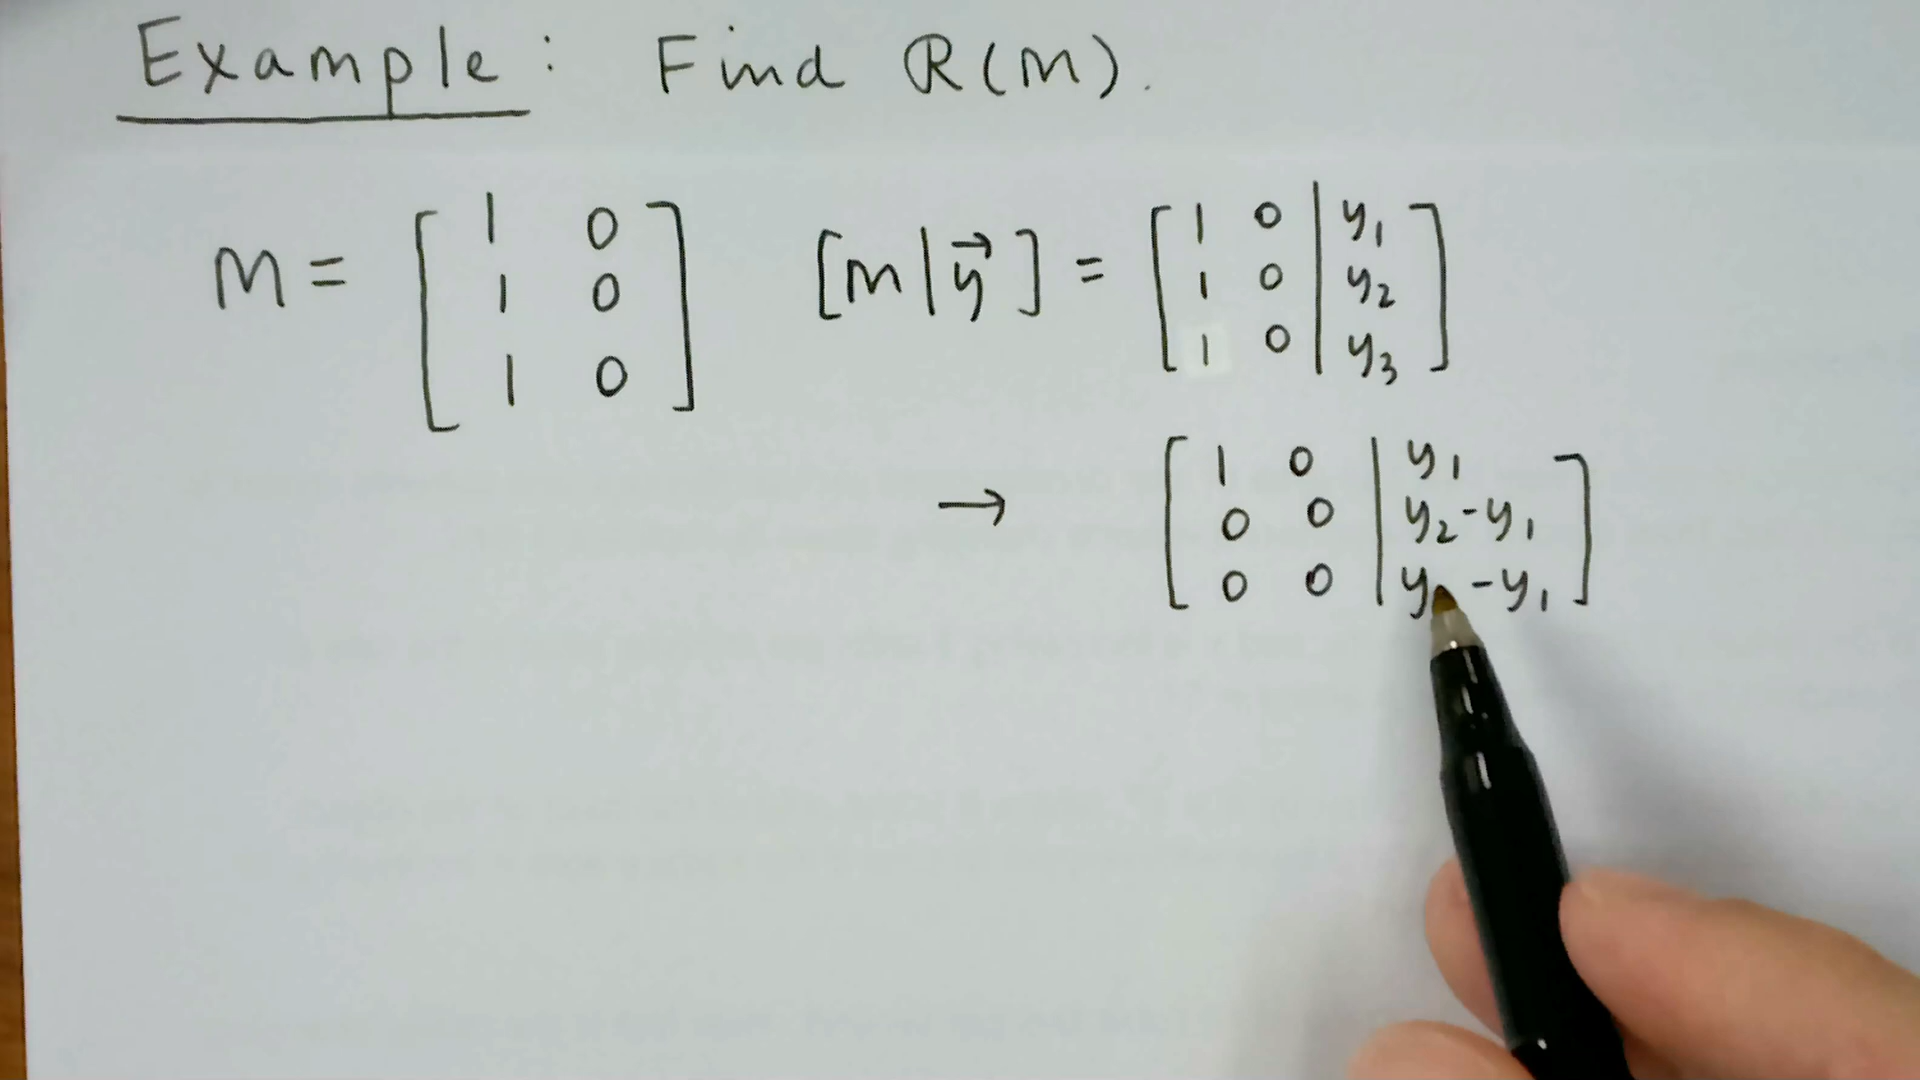 Example: Find R(M).
M = [ 1 0 [M|y⃗] = [ 1 0 | y₁
1 0 1 0 | y₂
1 0 ] 1 0 | y₃ ]
→ [ 1 0 | y₁
0 0 | y₂-y₁
0 0 | y -y₁ ]